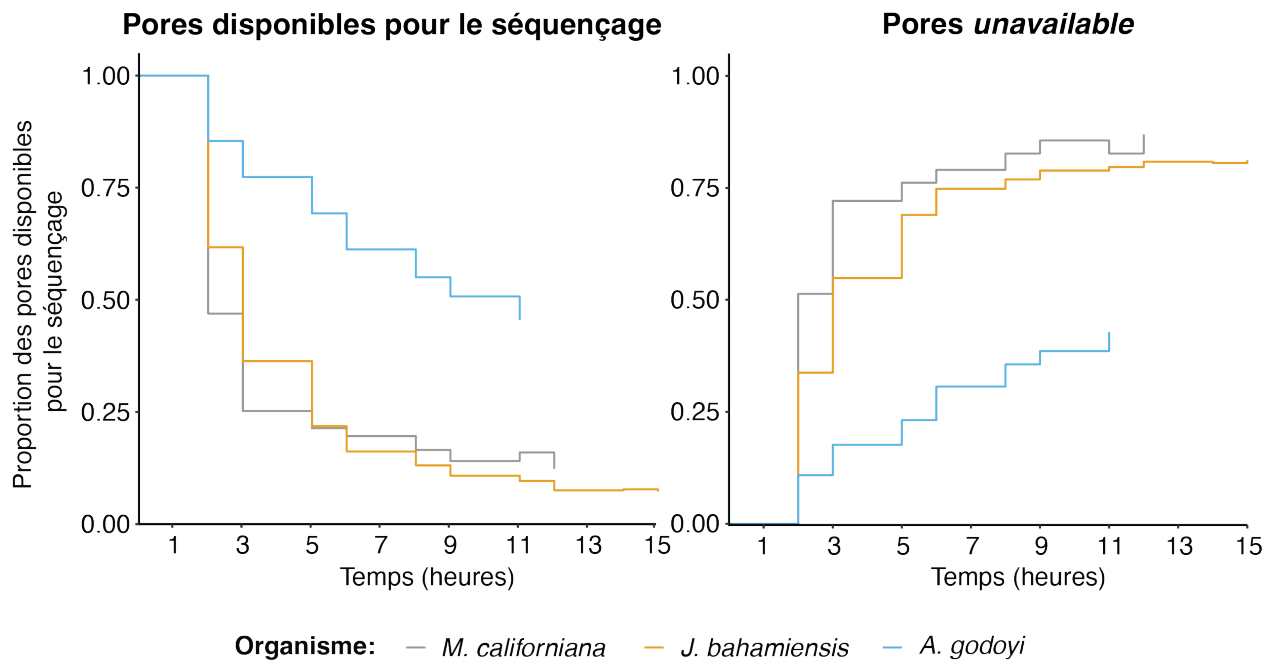 Pores disponibles pour le séquençage
Proportion des pores disponibles
pour le séquençage
1.00
0.75
0.50
0.25
0.00
1 3 5 7 9 11 13 15
Temps (heures)
Pores unavailable
1.00
0.75
0.50
0.25
0.00
1 3 5 7 9 11 13 15
Temps (heures)
Organisme: M. californiana J. bahamiensis A. godoyi